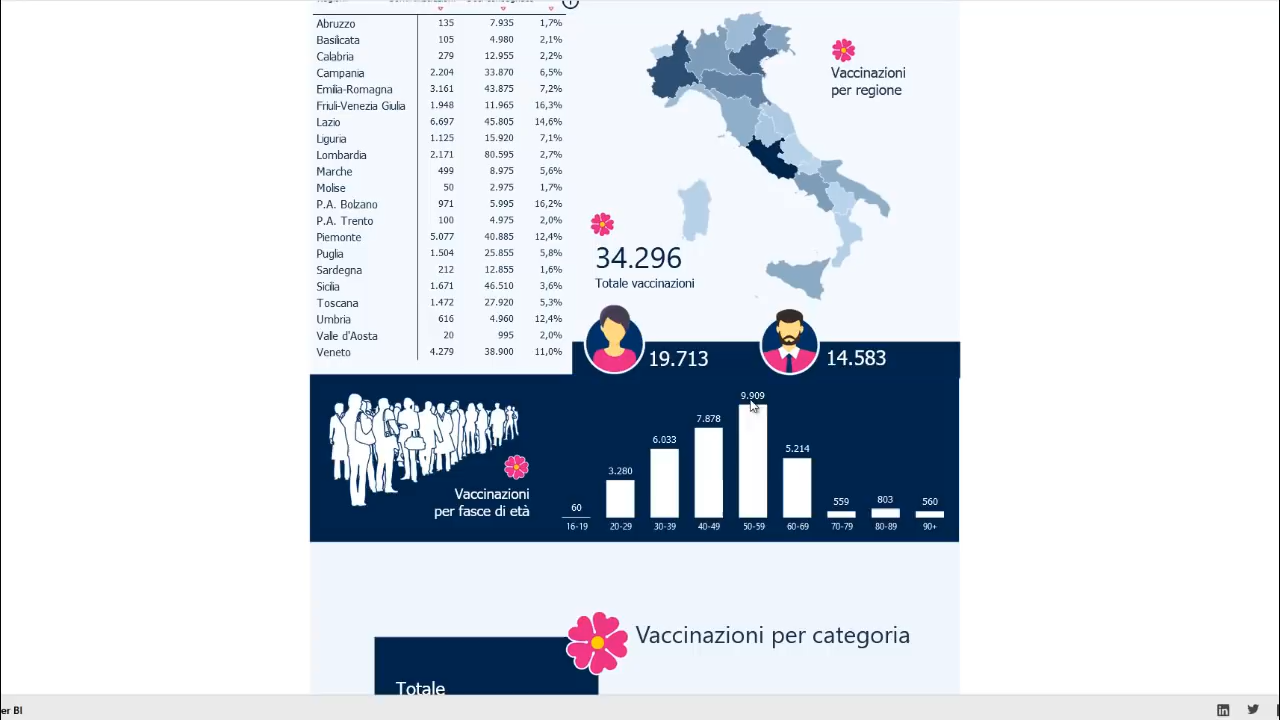 Abruzzo 135 7.935 1,7%
Basilicata 105 4.980 2,1%
Calabria 279 12.955 2,2%
Campania 2.204 33.870 6,5%
Emilia-Romagna 3.161 43.875 7,2%
Friuli-Venezia Giulia 1.948 11.965 16,3%
Lazio 6.697 45.805 14,6%
Liguria 1.125 15.920 7,1%
Lombardia 2.171 80.595 2,7%
Marche 499 8.975 5,6%
Molise 50 2.975 1,7%
P.A. Bolzano 971 5.995 16,2%
P.A. Trento 100 4.975 2,0%
Piemonte 5.077 40.885 12,4%
Puglia 1.504 25.855 5,8%
Sardegna 212 12.855 1,6%
Sicilia 1.671 46.510 3,6%
Toscana 1.472 27.920 5,3%
Umbria 616 4.960 12,4%
Valle d'Aosta 20 995 2,0%
Veneto 4.279 38.900 11,0%
Vaccinazioni
per regione
34.296
Totale vaccinazioni
19.713
14.583
Vaccinazioni
per fasce di età
60 3.280 6.033 7.878 9.909 5.214 559 803 560
16-19 20-29 30-39 40-49 50-59 60-69 70-79 80-89 90+
Vaccinazioni per categoria
Totale
er BI